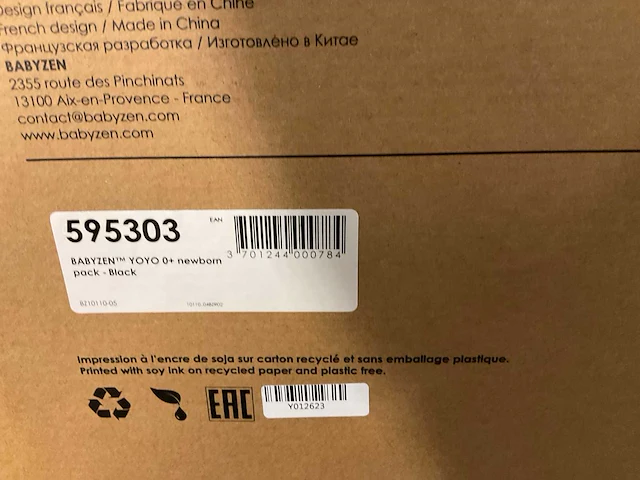 Design français / Fabriqué en Chine
French design / Made in China
Французская разработка / Изготовлено в Китае
BABYZEN
2355 route des Pinchinats
13100 Aix-en-Provence - France
contact@babyzen.com
www.babyzen.com
595303
EAN
3 701244 000784
BABYZEN™ YOYO 0+ newborn
pack - Black
BZ10110-05
Impression à l'encre de soja sur carton recyclé et sans emballage plastique.
Printed with soy ink on recycled paper and plastic free.
EAC
Y012623